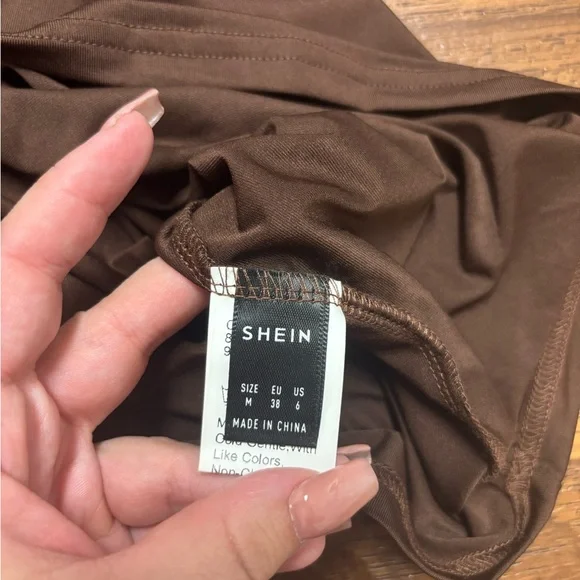 SHEIN
SIZE EU US
M 38 6
MADE IN CHINA
Cold Gentle, With
Like Colors,